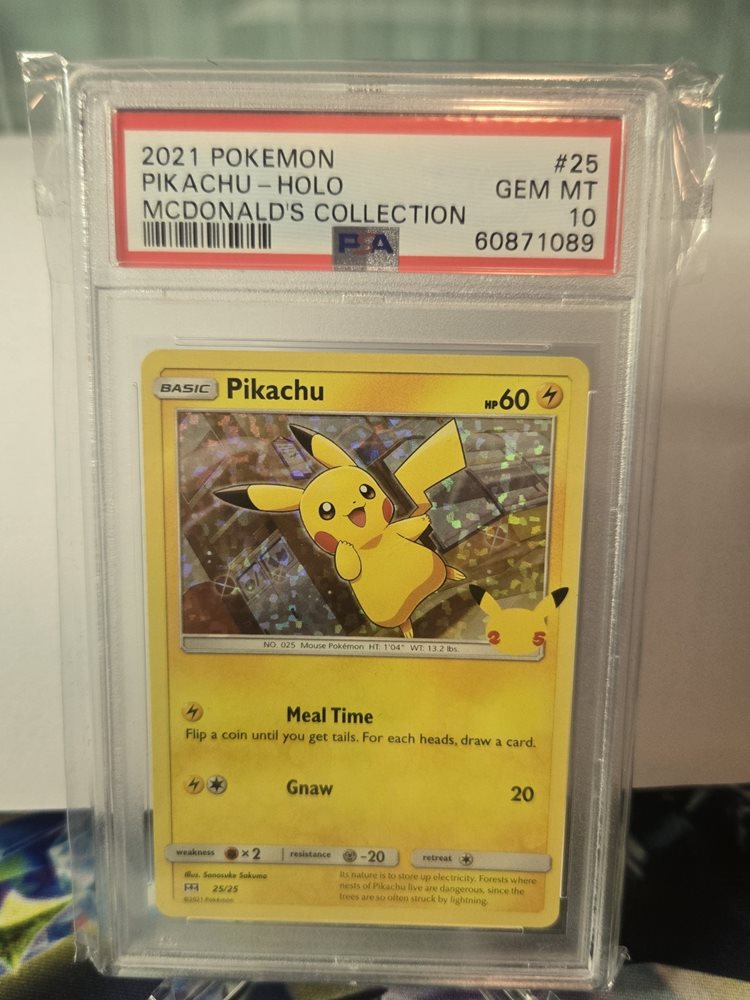 2021 POKEMON #25
PIKACHU – HOLO GEM MT
MCDONALD'S COLLECTION 10
PSA 60871089
BASIC Pikachu HP60
NO. 025 Mouse Pokémon HT: 1'04" WT: 13.2 lbs.
25
Meal Time
Flip a coin until you get tails. For each heads, draw a card.
Gnaw 20
weakness ×2 resistance -20 retreat
Illus. Sanosuke Sakuma
25/25
©2021 Pokémon
Its nature is to store up electricity. Forests where
nests of Pikachu live are dangerous, since the
trees are so often struck by lightning.